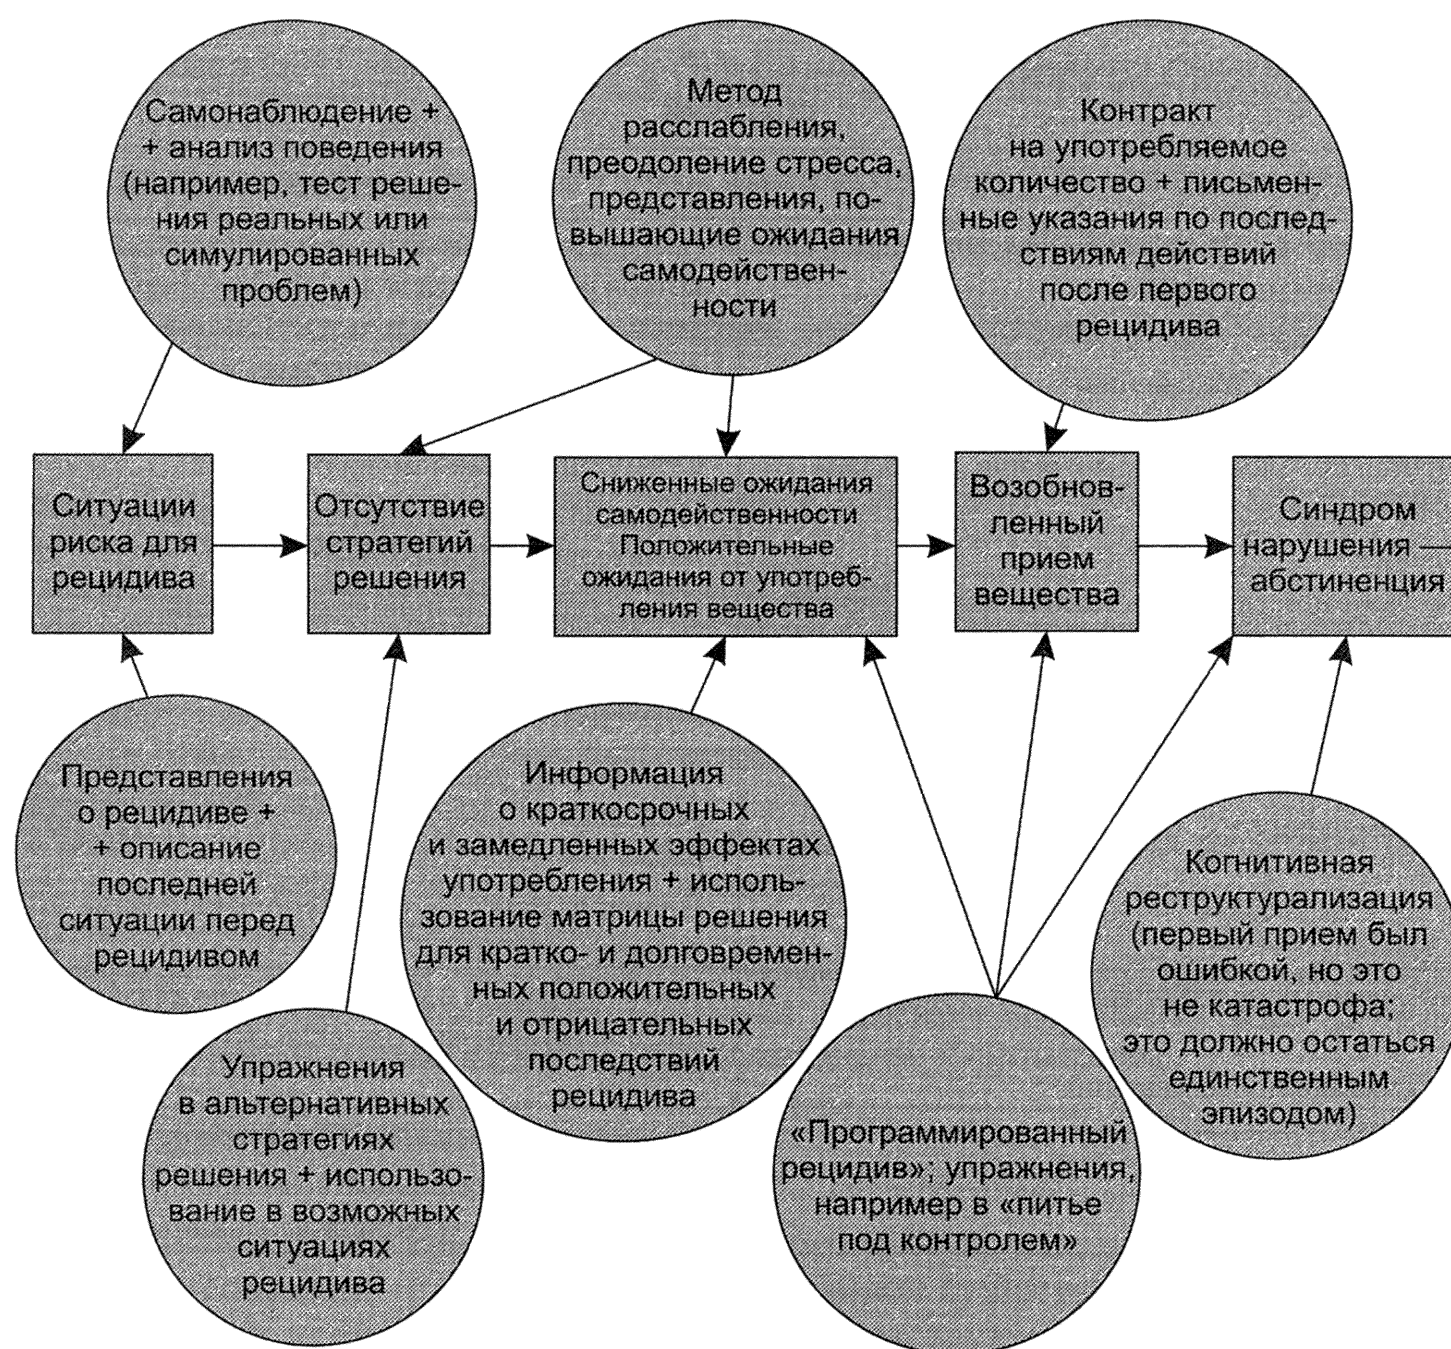 Самонаблюдение +
+ анализ поведения
(например, тест реше-
ния реальных или
симулированных
проблем)
Метод
расслабления,
преодоление стресса,
представления, по-
вышающие ожидания
самодействен-
ности
Контракт
на употребляемое
количество + письмен-
ные указания по послед-
ствиям действий
после первого
рецидива
Ситуации
риска для
рецидива
Отсутствие
стратегий
решения
Сниженные ожидания
самодейственности
Положительные
ожидания от употреб-
ления вещества
Возобнов-
ленный
прием
вещества
Синдром
нарушения —
абстиненция
Представления
о рецидиве +
+ описание
последней
ситуации перед
рецидивом
Упражнения
в альтернативных
стратегиях
решения + использо-
вание в возможных
ситуациях
рецидива
Информация
о краткосрочных
и замедленных эффектах
употребления + исполь-
зование матрицы решения
для кратко- и долговремен-
ных положительных
и отрицательных
последствий
рецидива
«Программированный
рецидив»; упражнения,
например в «питье
под контролем»
Когнитивная
реструктурализация
(первый прием был
ошибкой, но это
не катастрофа;
это должно остаться
единственным
эпизодом)